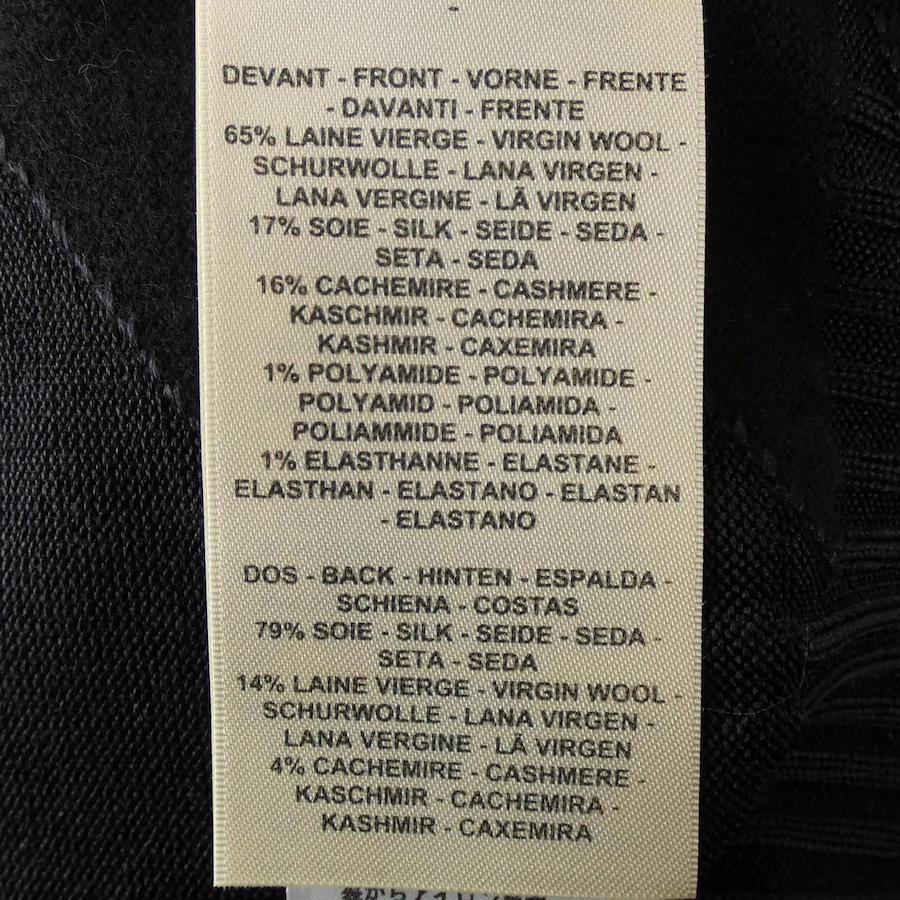 DEVANT - FRONT - VORNE - FRENTE
- DAVANTI - FRENTE
65% LAINE VIERGE - VIRGIN WOOL -
SCHURWOLLE - LANA VIRGEN -
LANA VERGINE - LÃ VIRGEN
17% SOIE - SILK - SEIDE - SEDA -
SETA - SEDA
16% CACHEMIRE - CASHMERE -
KASCHMIR - CACHEMIRA -
KASHMIR - CAXEMIRA
1% POLYAMIDE - POLYAMIDE -
POLYAMID - POLIAMIDA -
POLIAMMIDE - POLIAMIDA
1% ELASTHANNE - ELASTANE -
ELASTHAN - ELASTANO - ELASTAN
- ELASTANO
DOS - BACK - HINTEN - ESPALDA -
SCHIENA - COSTAS
79% SOIE - SILK - SEIDE - SEDA -
SETA - SEDA
14% LAINE VIERGE - VIRGIN WOOL -
SCHURWOLLE - LANA VIRGEN -
LANA VERGINE - LÃ VIRGEN
4% CACHEMIRE - CASHMERE -
KASCHMIR - CACHEMIRA -
KASHMIR - CAXEMIRA